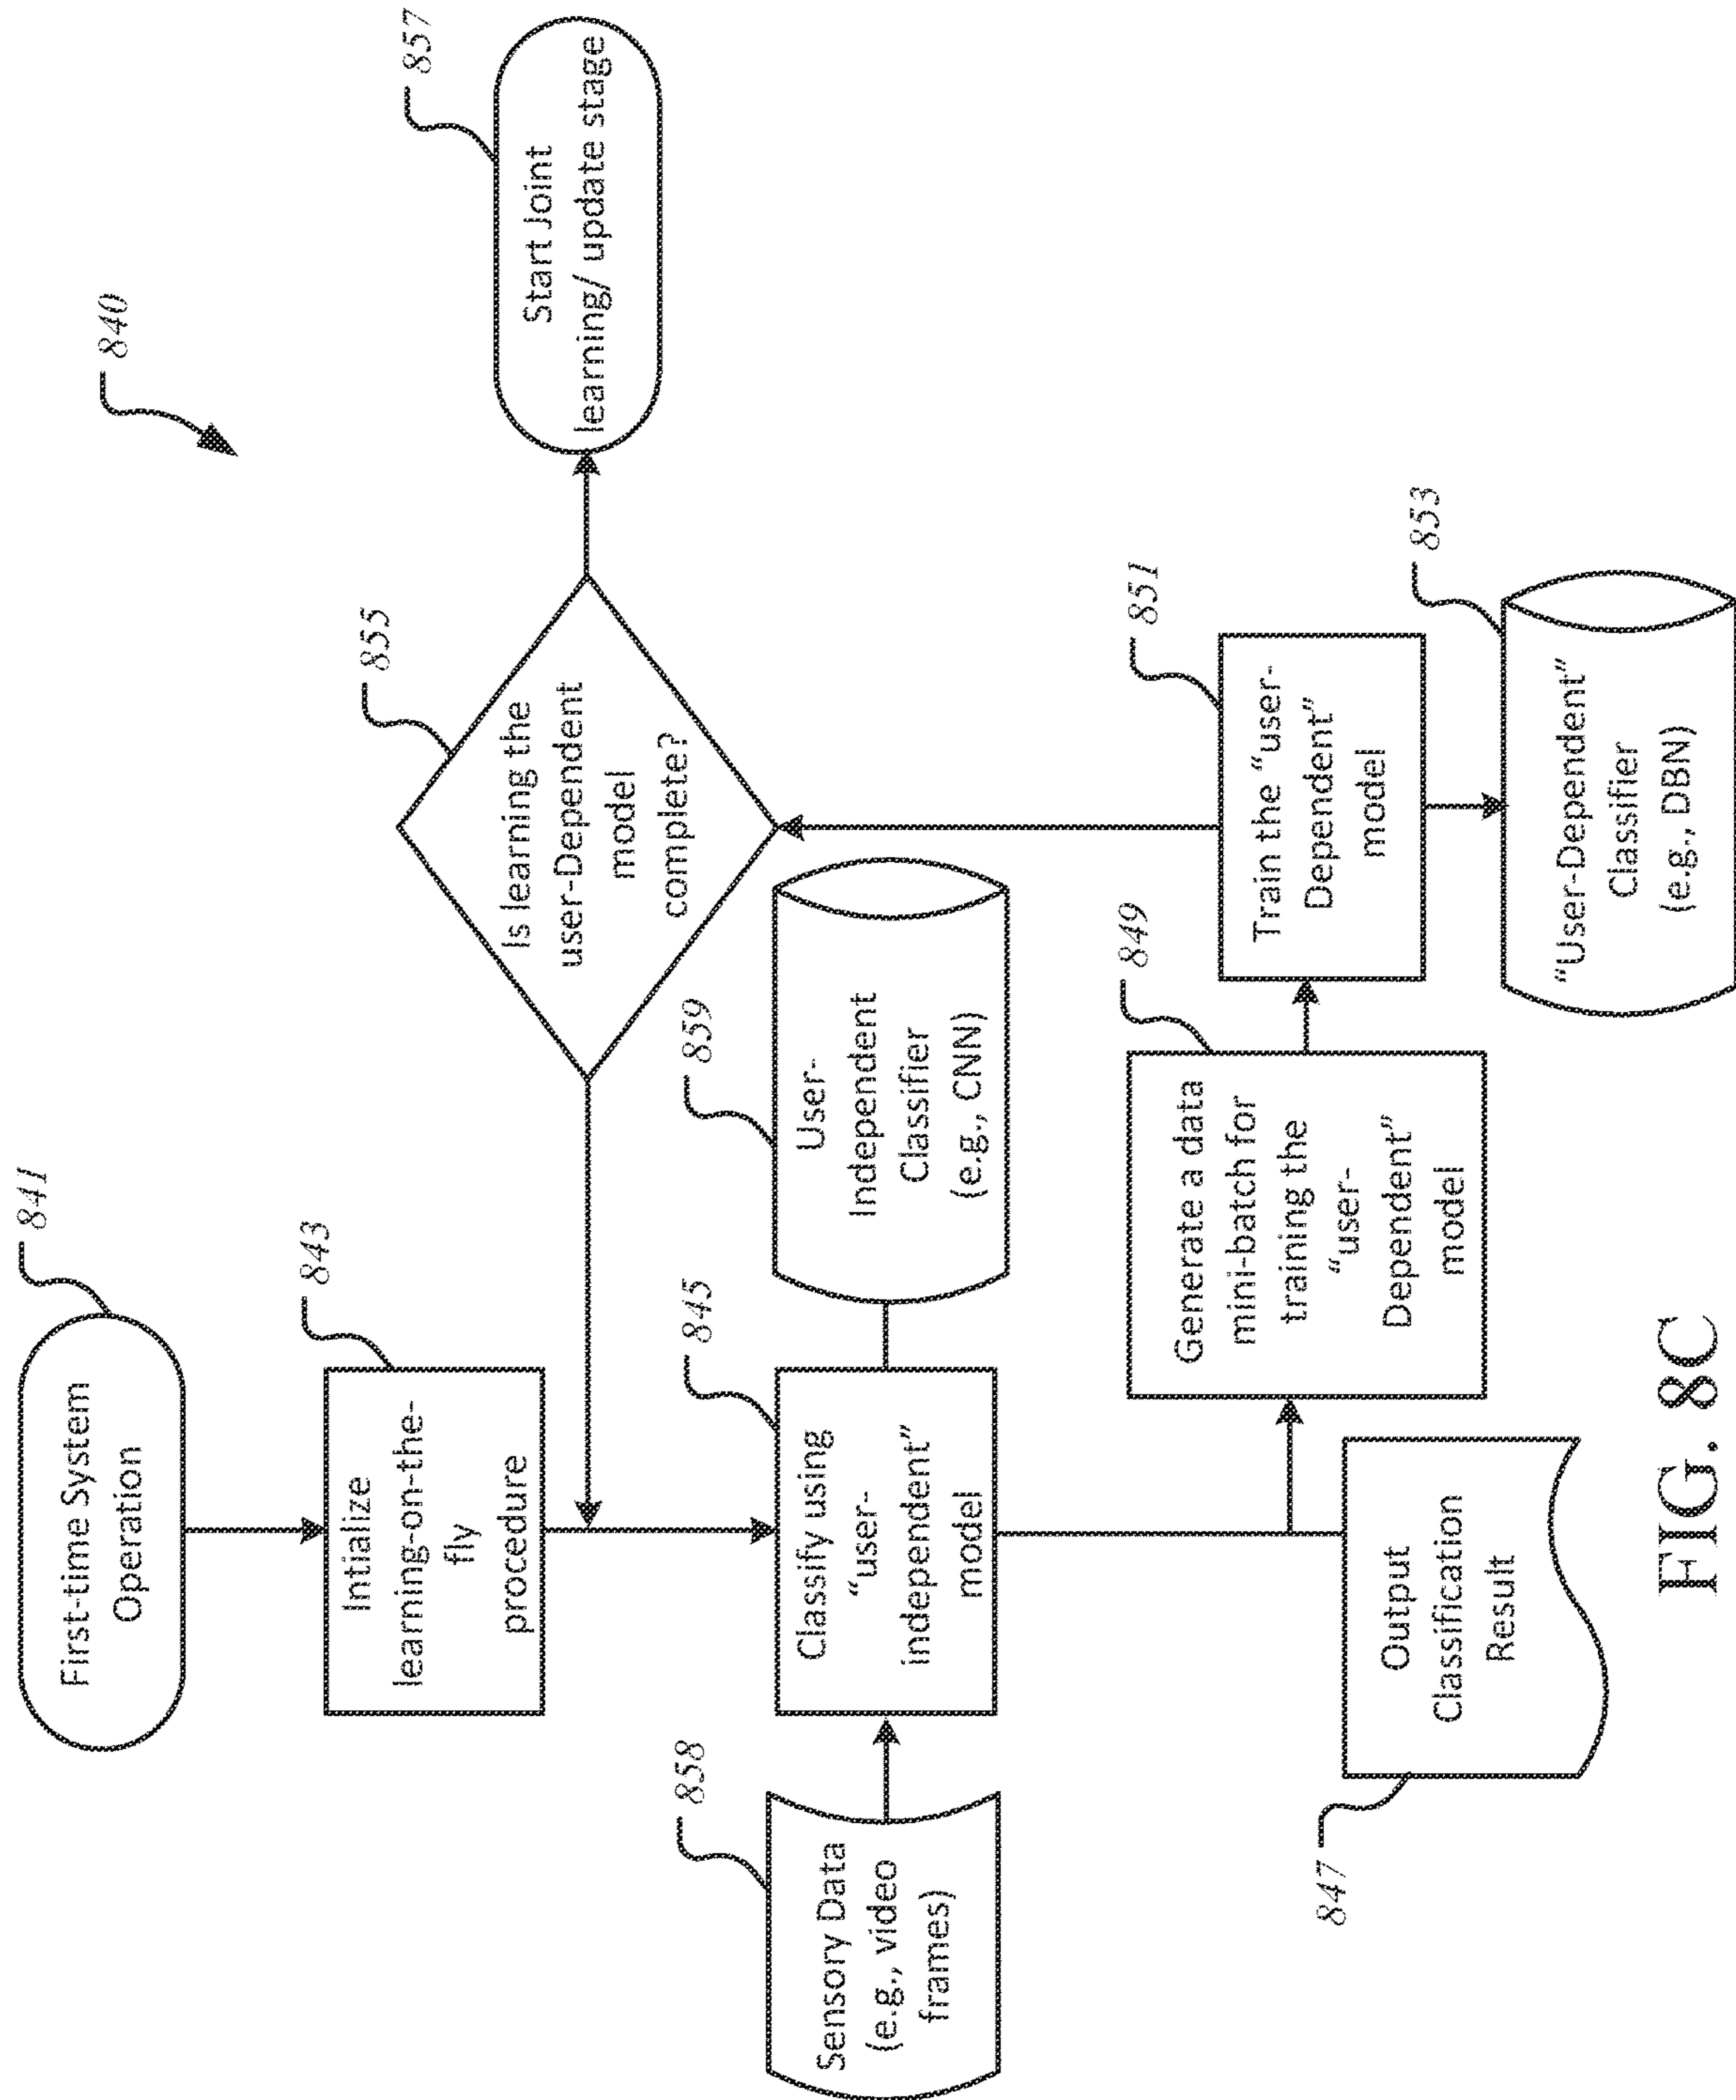 840
841
First-time System
Operation
843
Intialize
learning-on-the-
fly
procedure
855
Is learning the
user-Dependent
model
complete?
857
Start Joint
learning/ update stage
858
Sensory Data
(e.g., video
frames)
845
Classify using
“user-
independent”
model
859
User-
Independent
Classifier
(e.g., CNN)
847
Output
Classification
Result
849
Generate a data
mini-batch for
training the
“user-
Dependent”
model
851
Train the “user-
Dependent”
model
853
“User-Dependent”
Classifier
(e.g., DBN)
FIG. 8C